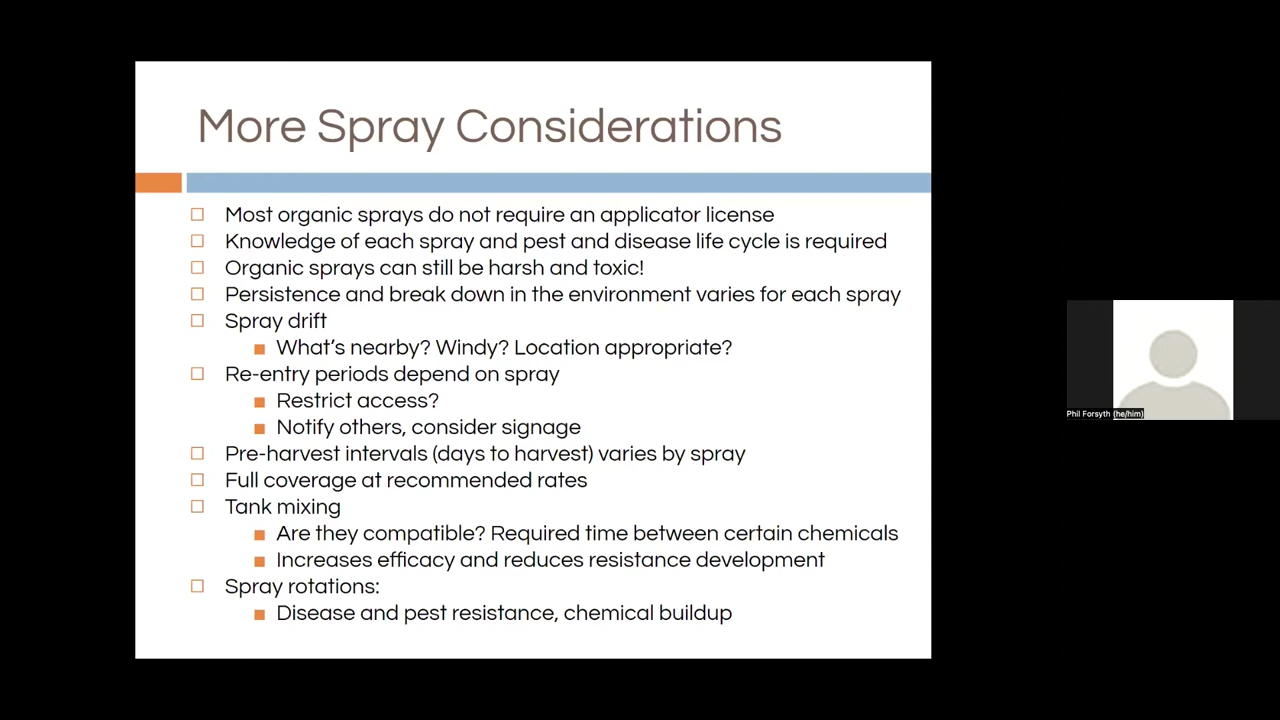 More Spray Considerations
Most organic sprays do not require an applicator license
Knowledge of each spray and pest and disease life cycle is required
Organic sprays can still be harsh and toxic!
Persistence and break down in the environment varies for each spray
Spray drift
What's nearby? Windy? Location appropriate?
Re-entry periods depend on spray
Restrict access?
Notify others, consider signage
Pre-harvest intervals (days to harvest) varies by spray
Full coverage at recommended rates
Tank mixing
Are they compatible? Required time between certain chemicals
Increases efficacy and reduces resistance development
Spray rotations:
Disease and pest resistance, chemical buildup
Phil Forsyth (he/him)